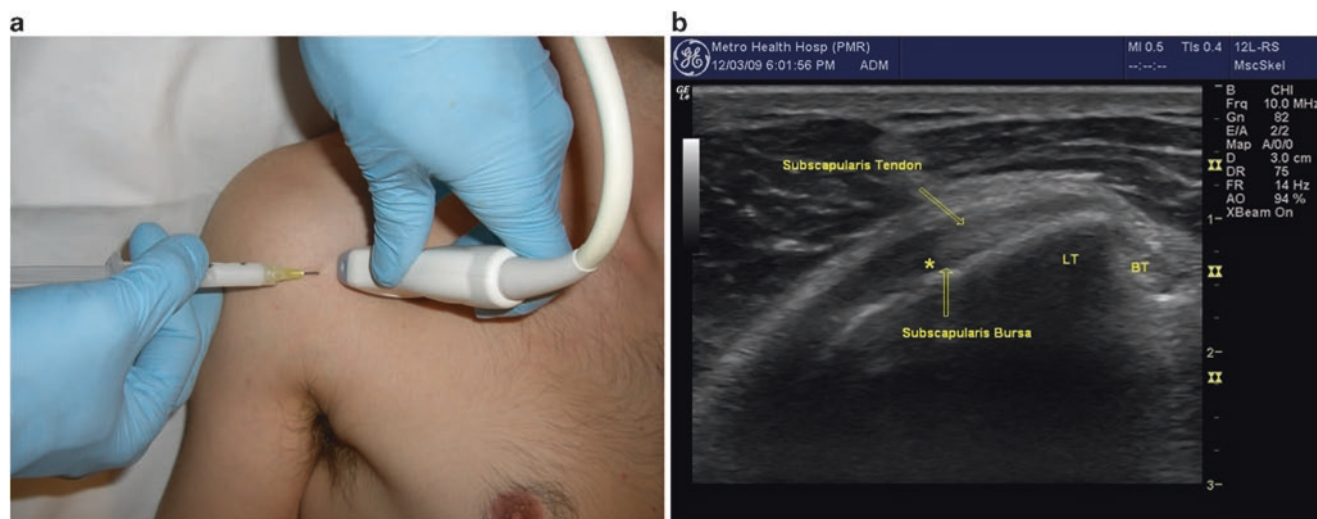 a
b
GE
Metro Health Hosp (PMR)
12/03/09 6:01:56 PM ADM
MI 0.5 TIs 0.4
--:--:--
12L-RS
MscSkel
B CHI
Frq 10.0 MHz
Gn 82
E/A 2/2
Map A/0/0
D 3.0 cm
DR 75
FR 14 Hz
AO 94 %
XBeam On
Subscapularis Tendon
1
*
LT
BT
Subscapularis Bursa
2
3